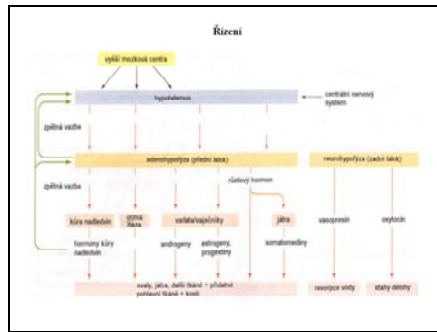 Řízení
vyšší mozková centra
hypotalamus
centrální nervový
systém
zpětná vazba
adenohypofýza (přední lalok)
neurohypofýza (zadní lalok)
zpětná vazba
růstový hormon
kůra nadledvin
štítná
žláza
varlata/vaječníky
játra
vasopresin
oxytocin
hormony kůry
nadledvin
androgeny
estrogeny,
progestiny
somatomediny
svaly, játra, další tkáně - přídatné
pohlavní tkáně + kosti
resorpce vody
stahy dělohy